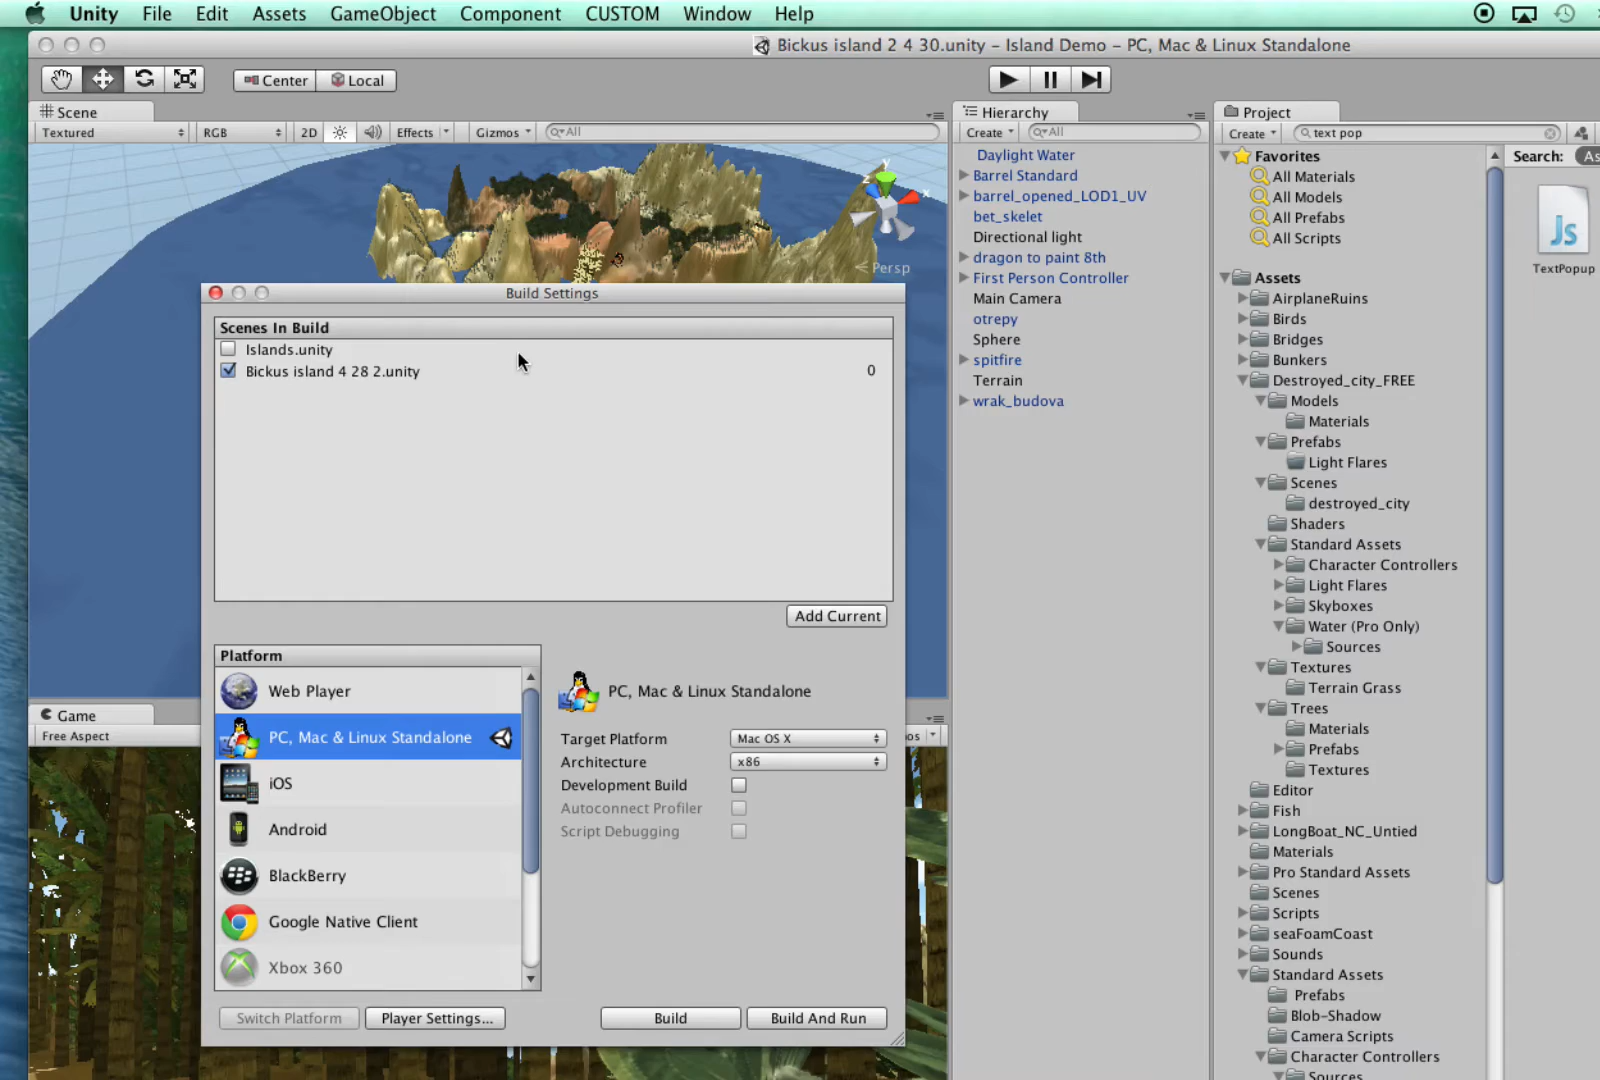 Unity File Edit Assets GameObject Component CUSTOM Window Help
Bickus island 2 4 30.unity – Island Demo – PC, Mac & Linux Standalone
Center Local
Scene
Textured RGB 2D Effects Gizmos All
Persp
Build Settings
Scenes In Build
Islands.unity
Bickus island 4 28 2.unity 0
Add Current
Platform
Web Player
PC, Mac & Linux Standalone
iOS
Android
BlackBerry
Google Native Client
Xbox 360
PC, Mac & Linux Standalone
Target Platform Mac OS X
Architecture x86
Development Build
Autoconnect Profiler
Script Debugging
Switch Platform Player Settings... Build Build And Run
Game
Free Aspect
Hierarchy
Create All
Daylight Water
Barrel Standard
barrel_opened_LOD1_UV
bet_skelet
Directional light
dragon to paint 8th
First Person Controller
Main Camera
otrepy
Sphere
spitfire
Terrain
wrak_budova
Project
Create text pop
Favorites
All Materials
All Models
All Prefabs
All Scripts
Assets
AirplaneRuins
Birds
Bridges
Bunkers
Destroyed_city_FREE
Models
Materials
Prefabs
Light Flares
Scenes
destroyed_city
Shaders
Standard Assets
Character Controllers
Light Flares
Skyboxes
Water (Pro Only)
Sources
Textures
Terrain Grass
Trees
Materials
Prefabs
Textures
Editor
Fish
LongBoat_NC_Untied
Materials
Pro Standard Assets
Scenes
Scripts
seaFoamCoast
Sounds
Standard Assets
Prefabs
Blob-Shadow
Camera Scripts
Character Controllers
Sources
Search:
Js
TextPopup